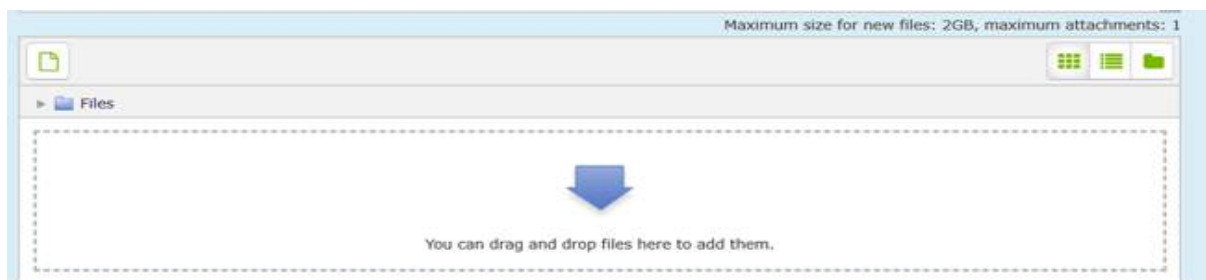 Maximum size for new files: 2GB, maximum attachments: 1
Files
You can drag and drop files here to add them.